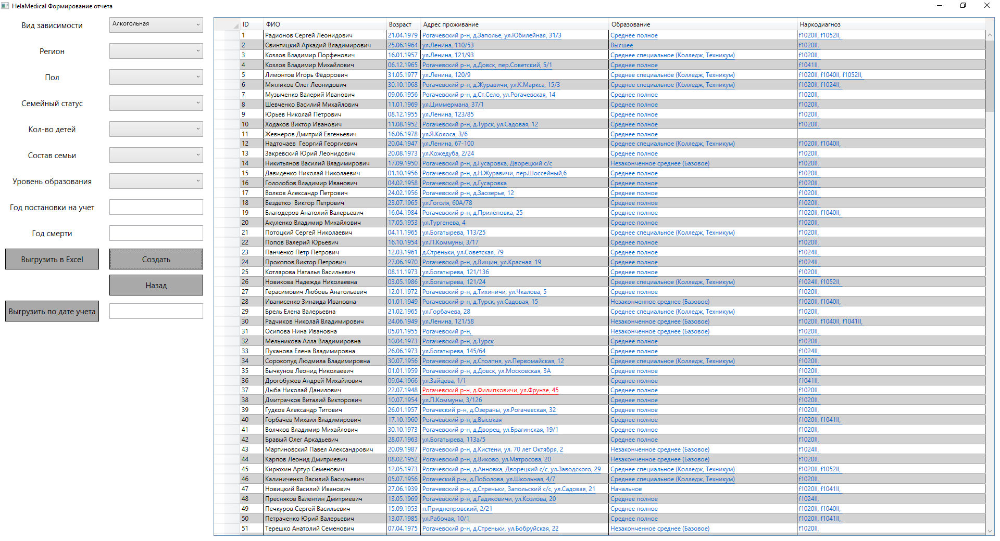 HelaMedical Формирование отчета
Вид зависимости Алкогольная
Регион
Пол
Семейный статус
Кол-во детей
Состав семьи
Уровень образования
Год постановки на учет
Год смерти
Выгрузить в Excel Создать
Назад
Выгрузить по дате учета
ID ФИО Возраст Адрес проживание Образование Наркодиагноз
1 Радионов Сергей Леонидович 21.04.1979 Рогачевский р-н, д.Заполье, ул.Юбилейная, 31/3 Среднее полное f1020II, f1052II,
2 Свинтицкий Аркадий Владимирович 25.06.1964 ул.Ленина, 110/53 Высшее f1020II,
3 Козлов Владимир Порфенович 16.01.1957 ул.Ленина, 121/93 Среднее специальное (Колледж, Техникум) f1020II,
4 Козлов Владимир Михайлович 06.12.1965 Рогачевский р-н, д.Довск, пер.Советский, 5/1 Среднее полное f1041II,
5 Лимонтов Игорь Фёдорович 31.05.1977 ул.Ленина, 120/9 Среднее специальное (Колледж, Техникум) f1020II, f1040II, f1052II,
6 Мятликов Олег Леонидович 30.10.1968 Рогачевский р-н, д.Журавичи, ул.К.Маркса, 15/3 Среднее специальное (Колледж, Техникум) f1020II, f1024II,
7 Музыченко Валерий Иванович 09.06.1956 Рогачевский р-н, д.Ст.Село, ул.Рогачевская, 14 Среднее полное f1020II,
8 Шевченко Василий Михайлович 11.01.1969 ул.Циммермана, 37/1 Среднее полное f1020II,
9 Юрьев Николай Петрович 08.12.1955 ул.Ленина, 123/85 Среднее полное f1020II,
10 Ходаков Виктор Иванович 11.08.1952 Рогачевский р-н, д.Турск, ул.Садовая, 12 Среднее полное f1020II,
11 Жевнеров Дмитрий Евгеньевич 16.06.1978 ул.Я.Колоса, 3/6 Среднее полное
12 Надточаев  Георгий Георгиевич 20.04.1947 ул.Ленина, 67-100 Среднее специальное (Колледж, Техникум) f1020II, f1040II,
13 Закревский Юрий Леонидович 20.08.1973 ул.Кожедуба, 2/24 Среднее полное f1020II,
14 Никитьянов Василий Владимирович 17.09.1950 Рогачевский р-н, д.Гусаровка, Дворецкий с/с Незаконченное среднее (Базовое) f1020II,
15 Давиденко Николай Николаевич 01.10.1956 Рогачевский р-н, д.Н.Журавичи, пер.Шоссейный,6 Среднее полное f1020II,
16 Гололобов Владимир Иванович 04.02.1958 Рогачевский р-н, д.Гусаровка Среднее полное f1020II,
17 Волков Александр Петрович 24.02.1956 Рогачевский р-н, д.Заозерье, 12 Среднее полное f1020II,
18 Бездетко  Виктор Петрович 23.07.1965 ул.Гоголя, 60А/78 Среднее полное f1020II,
19 Благодеров Анатолий Валерьевич 16.04.1984 Рогачевский р-н, д.Прилёповка, 25 Среднее полное f1020II, f1040II,
20 Акуленко Владимир Михайлович 17.05.1953 ул.Тургенева, 4 Среднее полное f1020II,
21 Потоцкий Сергей Николаевич 04.11.1965 ул.Богатырева, 113/25 Среднее специальное (Колледж, Техникум) f1020II,
22 Попов Валерий Юрьевич 16.10.1954 ул.П.Коммуны, 3/17 Среднее полное f1020II,
23 Панченко Петр Петрович 12.03.1961 д.Стреньки, ул.Советская, 79 Среднее полное f1024II,
24 Прокопов Виктор Петрович 27.06.1970 Рогачевский р-н, д.Вищин, ул.Красная, 19 Среднее полное f1024II,
25 Котлярова Наталья Васильевич 08.11.1973 ул.Богатырева, 121/136 Среднее полное f1020II,
26 Новикова Надежда Николаевна 03.05.1986 ул.Богатырева, 121/24 Среднее специальное (Колледж, Техникум) f1024II, f1052II,
27 Герасимович Любовь Анатольевич 12.01.1972 Рогачевский р-н, д.Тихиничи, ул.Чкалова, 5 Среднее полное f1020II,
28 Иванисенко Зинаида Ивановна 01.01.1949 Рогачевский р-н, д.Турск, ул.Садовая, 15 Незаконченное среднее (Базовое) f1020II, f1040II,
29 Брель Елена Валерьевна 21.02.1965 ул.Горбачева, 28 Среднее специальное (Колледж, Техникум) f1020II,
30 Радчиков Николай Владимирович 24.06.1949 ул.Ленина, 121/58 Незаконченное среднее (Базовое) f1020II, f1040II, f1041II,
31 Осипова Нина Ивановна 05.01.1955 Рогачевский р-н, Незаконченное среднее (Базовое) f1020II,
32 Мельникова Алла Владимировна 10.04.1973 Рогачевский р-н, д.Турск Среднее полное f1020II,
33 Пуканова Елена Владимировна 26.06.1973 ул.Богатырева, 145/64 Среднее полное f1024II,
34 Сорокопуд Людмила Владимировна 30.07.1956 Рогачевский р-н, д.Столпня, ул.Первомайская, 12 Среднее специальное (Колледж, Техникум) f1020II,
35 Бычкунов Леонид Николаевич 01.01.1959 Рогачевский р-н, д.Довск, ул.Московская, 3А Среднее полное f1020II,
36 Дрогобужев Андрей Михайлович 09.04.1966 ул.Зайцева, 1/1 Среднее полное f1041II,
37 Дыба Николай Данилович 22.07.1948 Рогачевский р-н, д.Филипковичи, ул.Фрунзе, 45 Среднее полное f1020II,
38 Дмитрачков Виталий Викторович 10.07.1954 ул.П.Коммуны, 3/126 Среднее полное f1020II,
39 Гудков Александр Титович 26.01.1957 Рогаческий р-н, д.Озераны, ул.Рогачевская, 32 Среднее полное f1020II,
40 Горбачёв Михаил Владимирович 17.10.1960 Рогачевский р-н, д.Высокая Среднее полное f1020II, f1041II,
41 Волчков Владимир Михайлович 30.10.1973 Рогачевский р-н, д.Дворец, ул.Брагинская, 19/1 Среднее полное f1020II,
42 Бравый Олег Аркадьевич 28.07.1963 ул.Богатырева, 113а/5 Среднее полное f1020II,
43 Мартиновский Павел Александрович 20.09.1987 Рогачевский р-н, д.Кистени, ул. 70 лет Октября, 2 Незаконченное среднее (Базовое) f1024II,
44 Карпов Леонид Дмитриевич 08.02.1952 Рогачевский р-н, д.Виково, ул.Матросова, 20 Незаконченное среднее (Базовое) f1020II,
45 Кирюхин Артур Семенович 12.05.1973 Рогачевский р-н, д.Анновка, Дворецкий с/с, ул.Заводского, 29 Среднее специальное (Колледж, Техникум) f1020II, f1052II,
46 Калиниченко Василий Васильевич 05.07.1956 Рогаческий р-н, д.Поболова, ул.Школьная, 4/7 Среднее специальное (Колледж, Техникум) f1020II,
47 Новицкий Василий Иванович 27.06.1939 Рогачевский р-н, д.Стреньки, Запольский с/с, ул.Садовая, 21 Начальное f1020II, f1041II,
48 Пресняков Валентин Дмитриевич 13.05.1969 Рогачевский р-н, д.Гадиловичи, ул.Козлова, 20 Среднее полное f1024II,
49 Печкуров Сергей Васильевич 15.09.1953 п.Приднепровский, 2/21 Среднее полное f1020II, f1040II,
50 Петраченко Юрий Валерьевич 13.07.1985 ул.Рабочая, 10/1 Среднее полное f1020II, f1041II,
51 Терешко Анатолий Семенович 07.04.1975 Рогачевский р-н, д.Стреньки, ул.Бобруйская, 22 Незаконченное среднее (Базовое) f1020II,